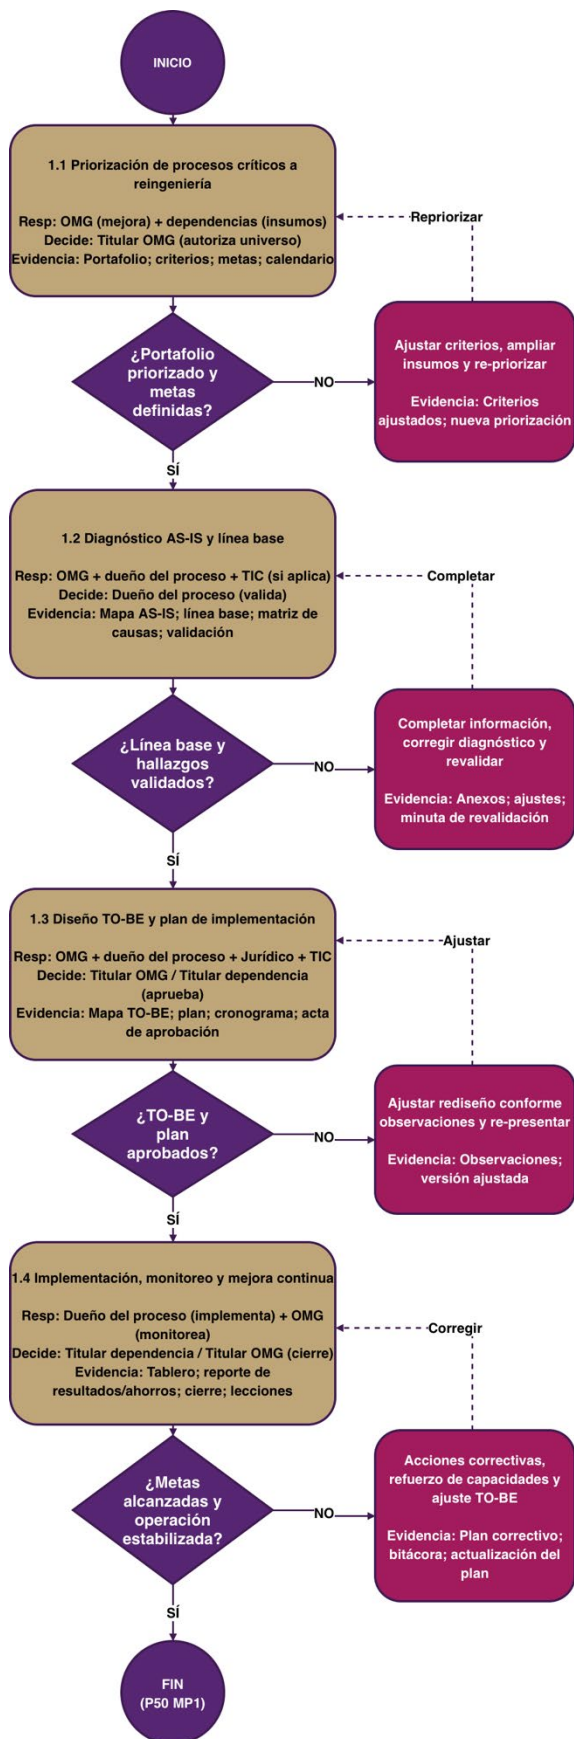 INICIO
1.1 Priorización de procesos críticos a
reingeniería
Resp: OMG (mejora) + dependencias (insumos)
Decide: Titular OMG (autoriza universo)
Evidencia: Portafolio; criterios; metas; calendario
Repriorizar
¿Portafolio
priorizado y
metas
definidas?
NO
Ajustar criterios, ampliar
insumos y re-priorizar
Evidencia: Criterios
ajustados; nueva priorización
SÍ
1.2 Diagnóstico AS-IS y línea base
Resp: OMG + dueño del proceso + TIC (si aplica)
Decide: Dueño del proceso (valida)
Evidencia: Mapa AS-IS; línea base; matriz de
causas; validación
Completar
¿Línea base y
hallazgos
validados?
NO
Completar información,
corregir diagnóstico y
revalidar
Evidencia: Anexos; ajustes;
minuta de revalidación
SÍ
1.3 Diseño TO-BE y plan de implementación
Resp: OMG + dueño del proceso + Jurídico + TIC
Decide: Titular OMG / Titular dependencia
(aprueba)
Evidencia: Mapa TO-BE; plan; cronograma; acta
de aprobación
Ajustar
¿TO-BE y
plan
aprobados?
NO
Ajustar rediseño conforme
observaciones y re-presentar
Evidencia: Observaciones;
versión ajustada
SÍ
1.4 Implementación, monitoreo y mejora continua
Resp: Dueño del proceso (implementa) + OMG
(monitorea)
Decide: Titular dependencia / Titular OMG (cierre)
Evidencia: Tablero; reporte de
resultados/ahorros; cierre; lecciones
Corregir
¿Metas
alcanzadas y
operación
estabilizada?
NO
Acciones correctivas,
refuerzo de capacidades y
ajuste TO-BE
Evidencia: Plan correctivo;
bitácora; actualización del
plan
SÍ
FIN
(P50 MP1)